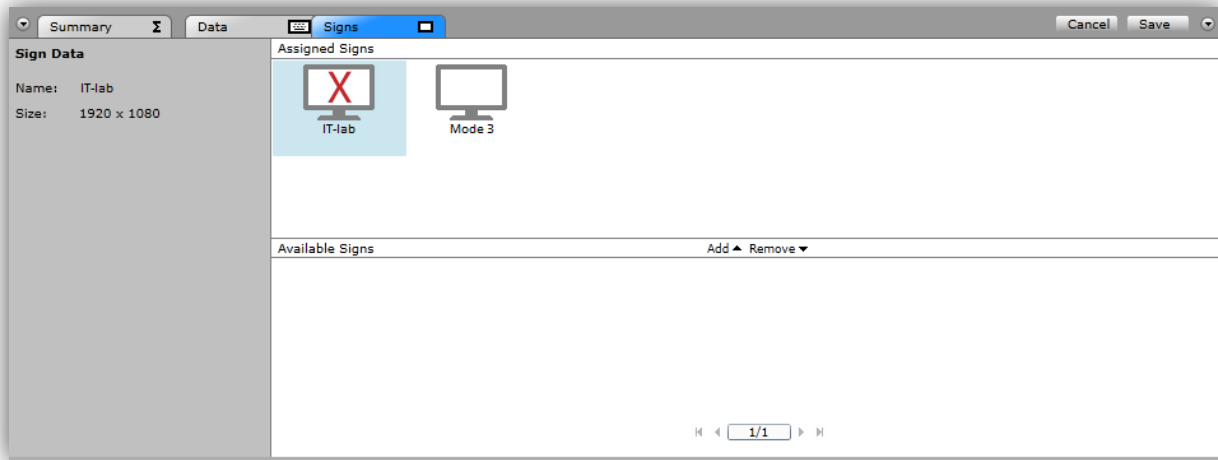 Summary Σ Data Signs Cancel Save
Sign Data
Name: IT-lab
Size: 1920 x 1080
Assigned Signs
X
IT-lab Mode 3
Available Signs Add Remove
1/1